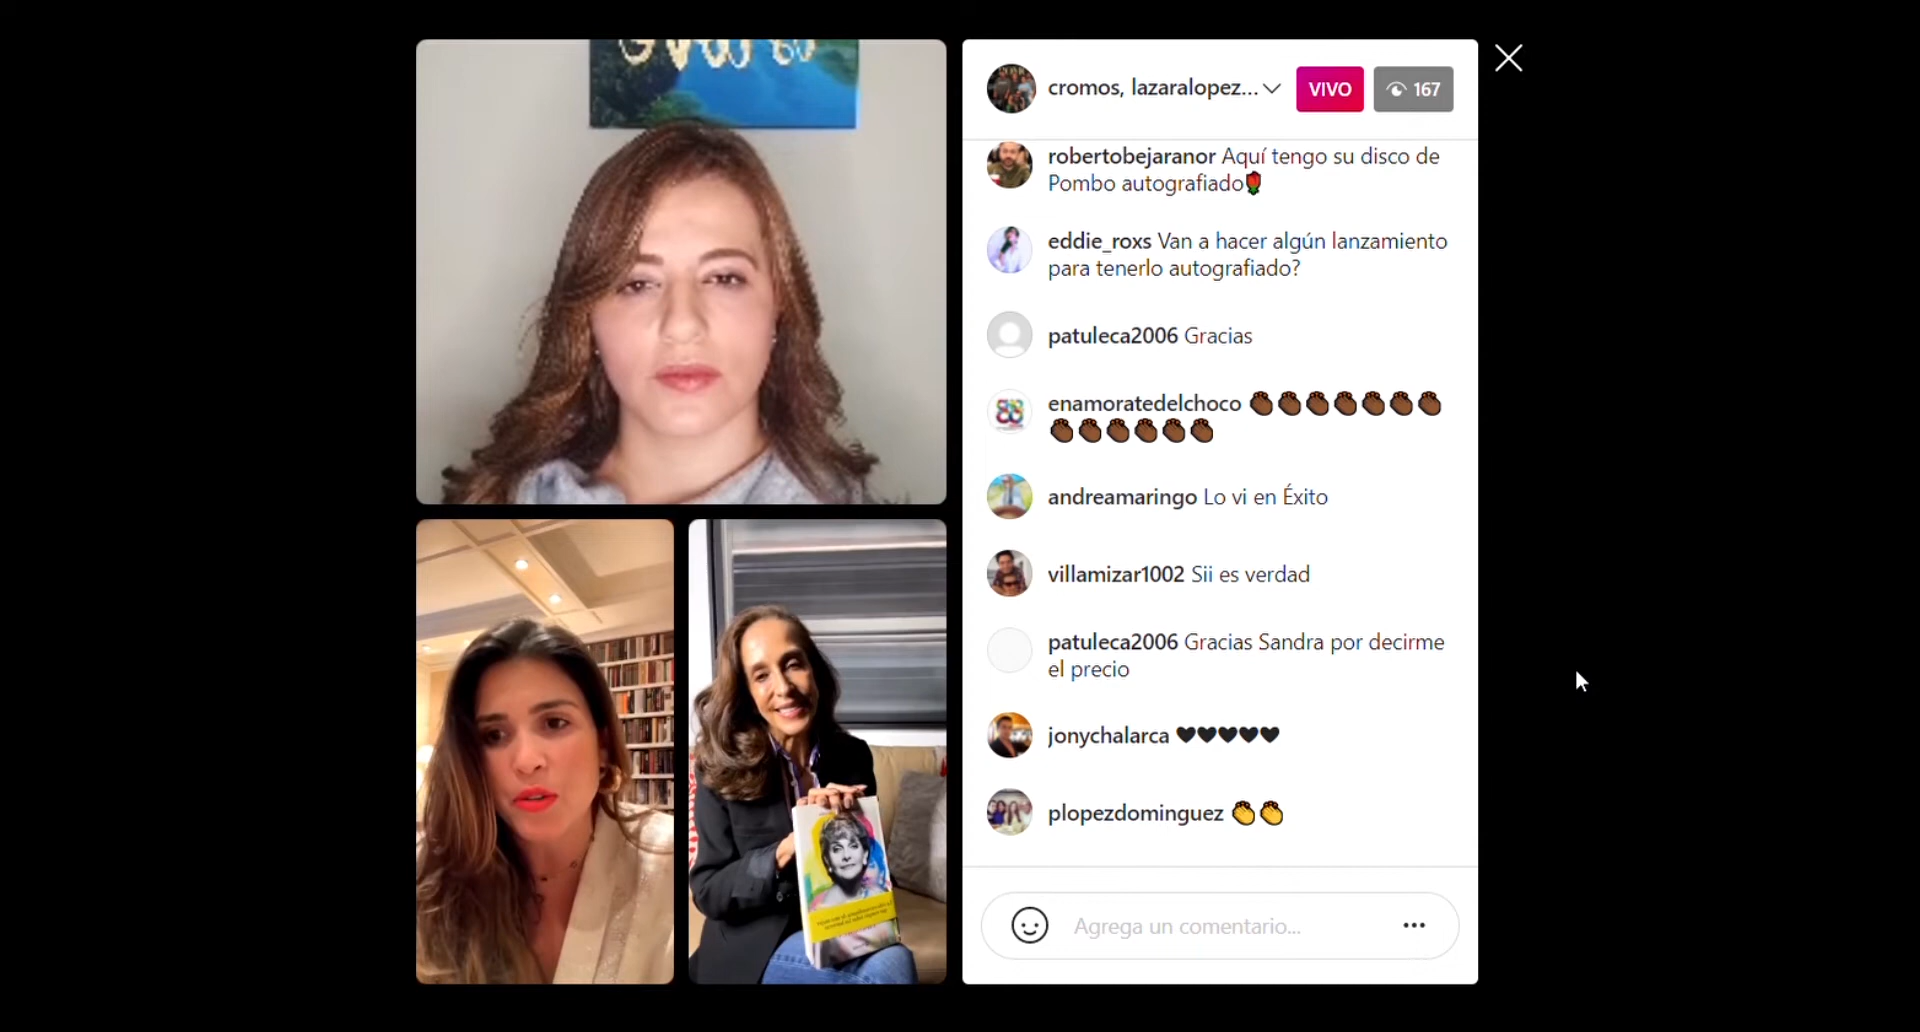 cromos, lazaralopez...
VIVO
167
robertobejaranor Aquí tengo su disco de
Pombo autografiado🌹
eddie_roxs Van a hacer algún lanzamiento
para tenerlo autografiado?
patuleca2006 Gracias
enamoratedelchoco 👏🏾👏🏾👏🏾👏🏾👏🏾👏🏾👏🏾
👏🏾👏🏾👏🏾👏🏾👏🏾👏🏾
andreamaringo Lo vi en Éxito
villamizar1002 Sii es verdad
patuleca2006 Gracias Sandra por decirme
el precio
jonychalarca 🖤🖤🖤🖤🖤
plopezdominguez 👏👏
Agrega un comentario...